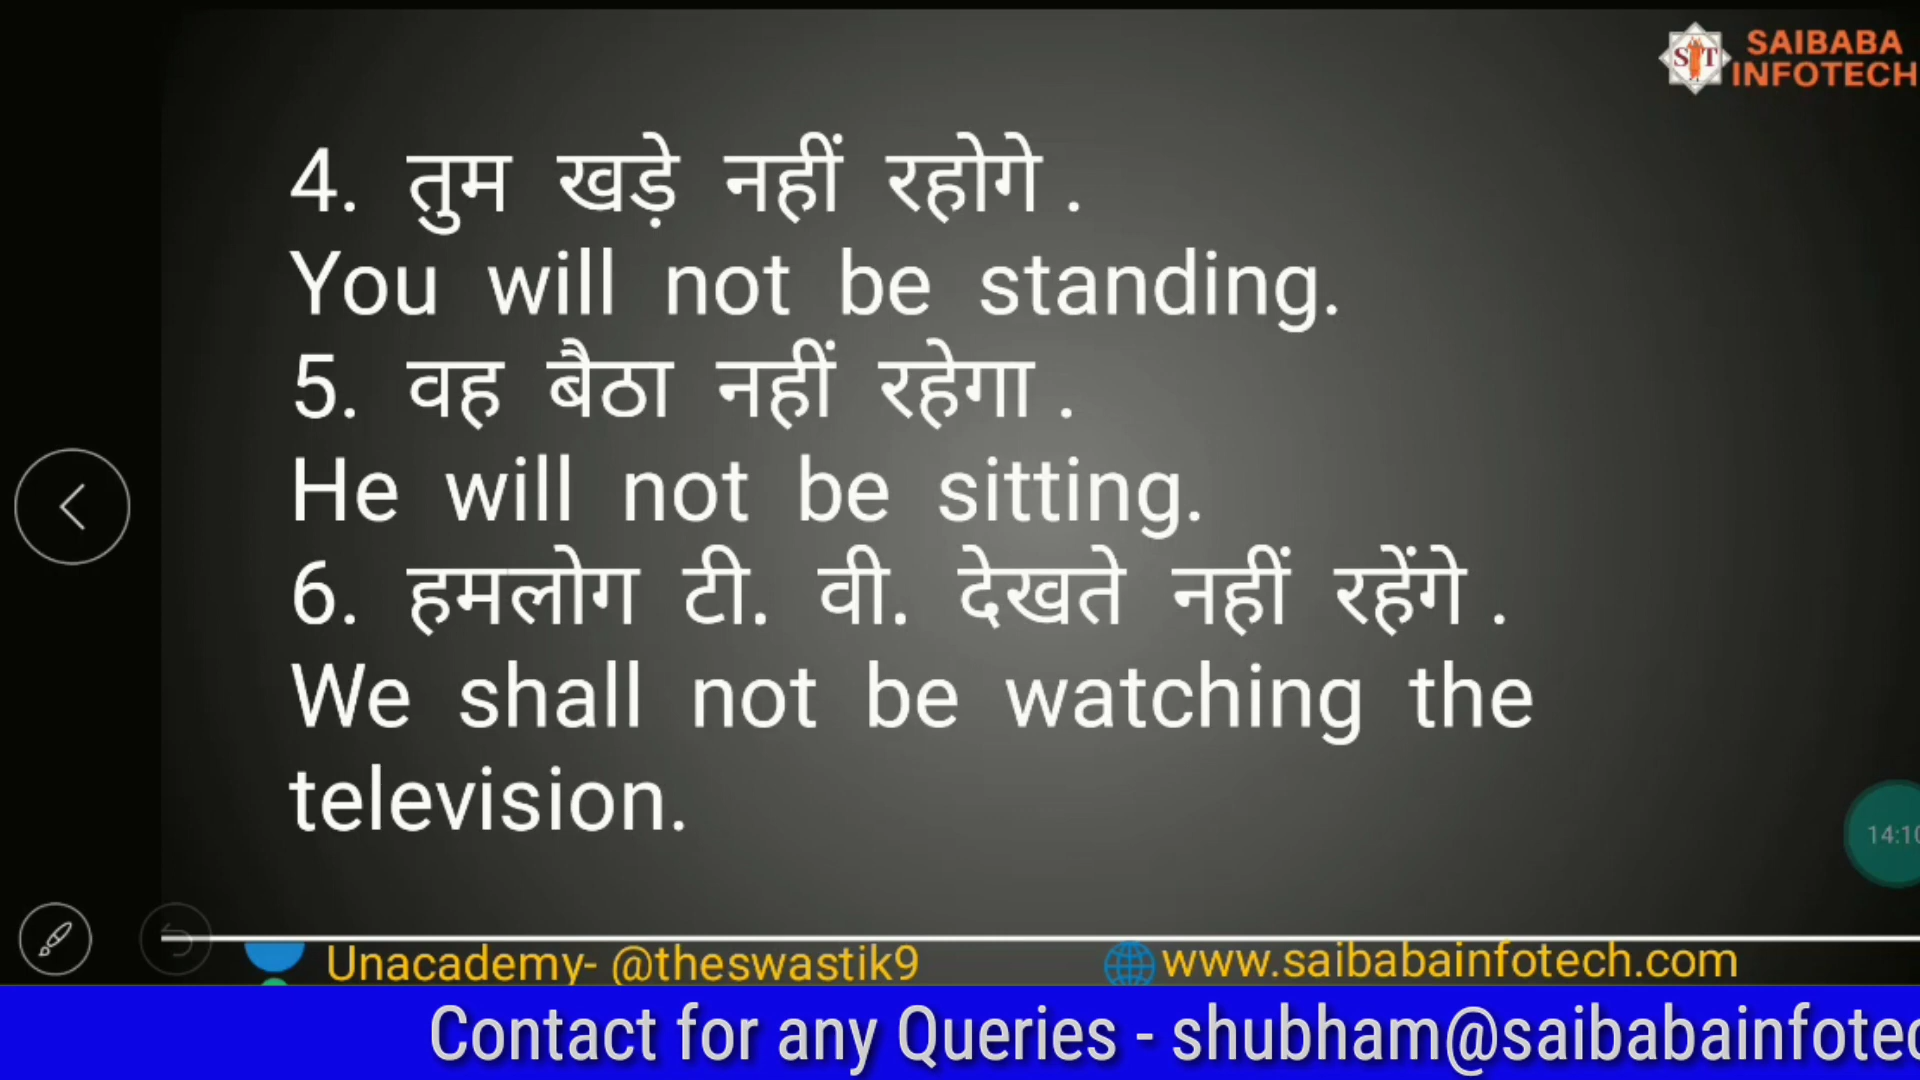 SAIBABA
INFOTECH
4. तुम खड़े नहीं रहोगे .
You will not be standing.
5. वह बैठा नहीं रहेगा .
He will not be sitting.
6. हमलोग टी. वी. देखते नहीं रहेंगे .
We shall not be watching the
television.
14:10
Unacademy- @theswastik9
www.saibabainfotech.com
Contact for any Queries - shubham@saibabainfotec